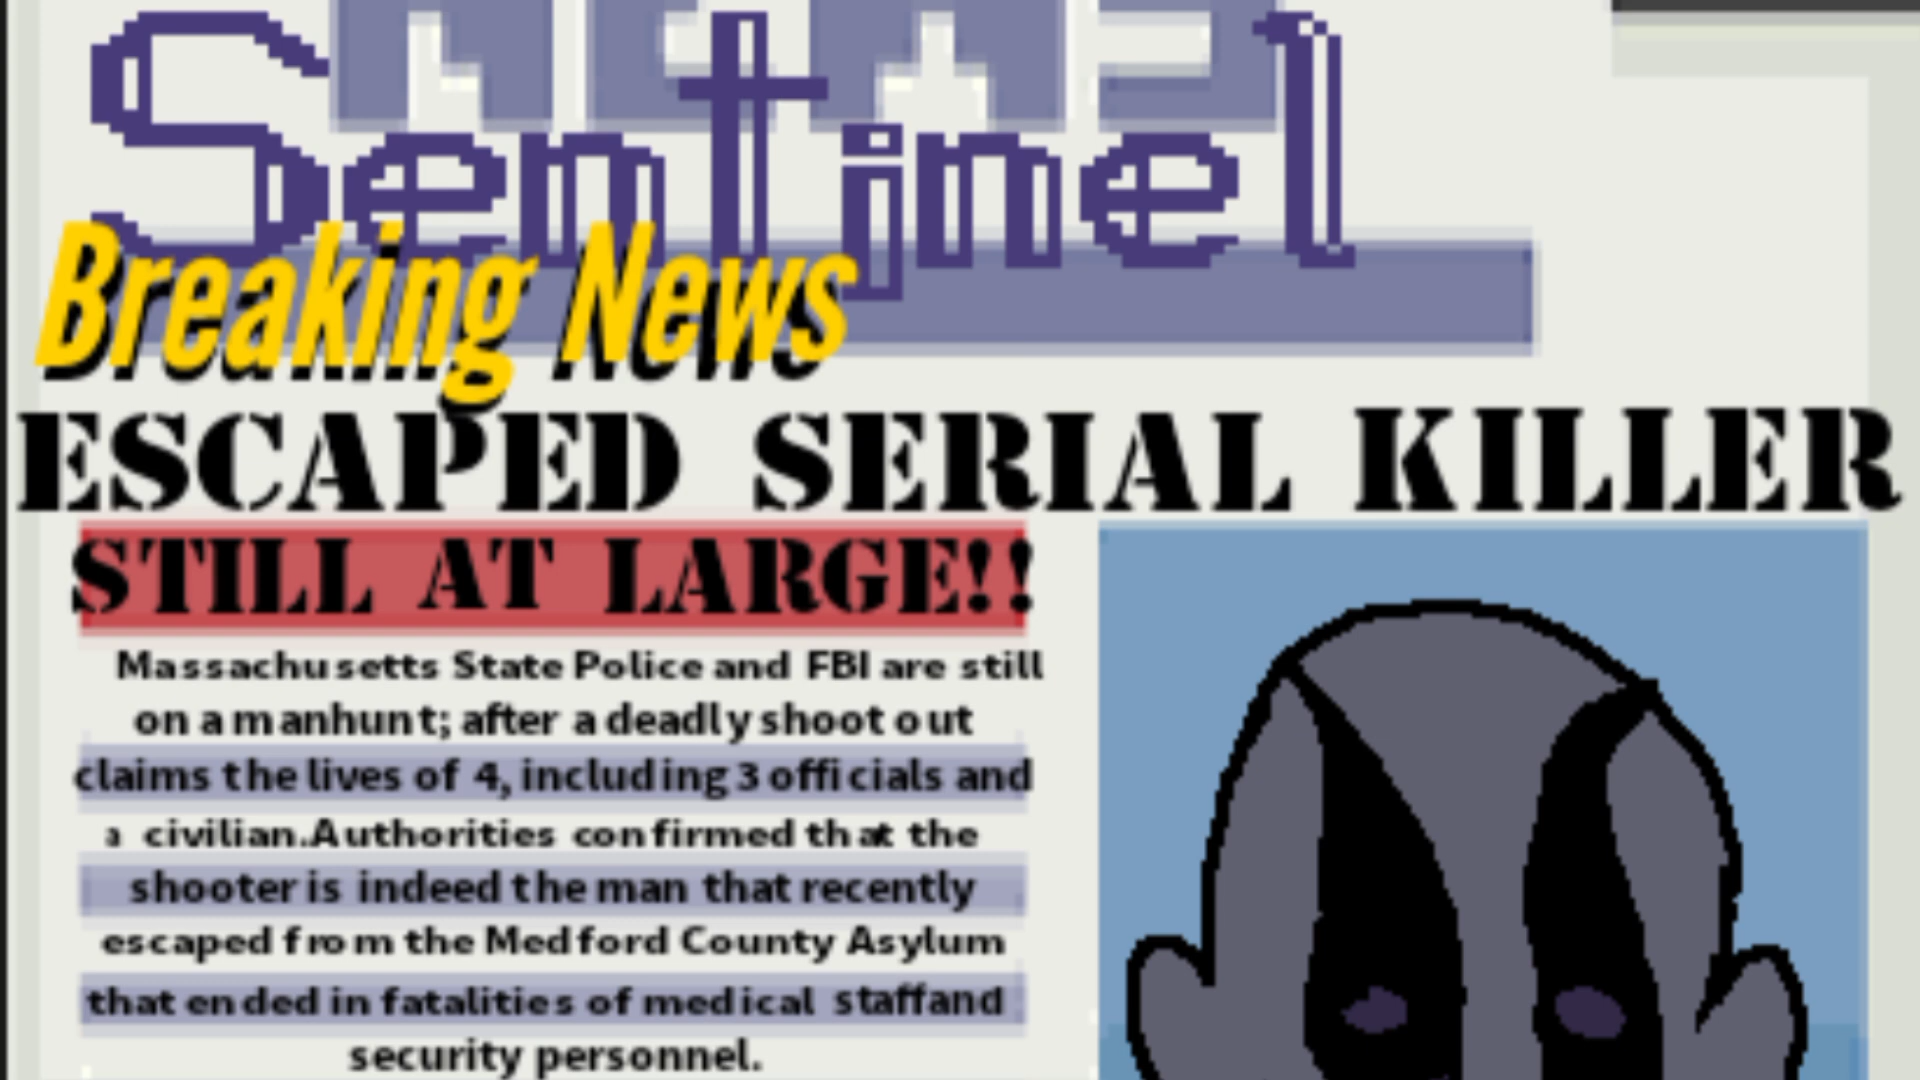 NEWS
Sentinel
Breaking News
ESCAPED SERIAL KILLER
STILL AT LARGE!!
Massachusetts State Police and FBI are still
on a manhunt; after a deadly shoot out
claims the lives of 4, including 3 officials and
a civilian.Authorities confirmed that the
shooter is indeed the man that recently
escaped from the Medford County Asylum
that ended in fatalities of medical staffand
security personnel.